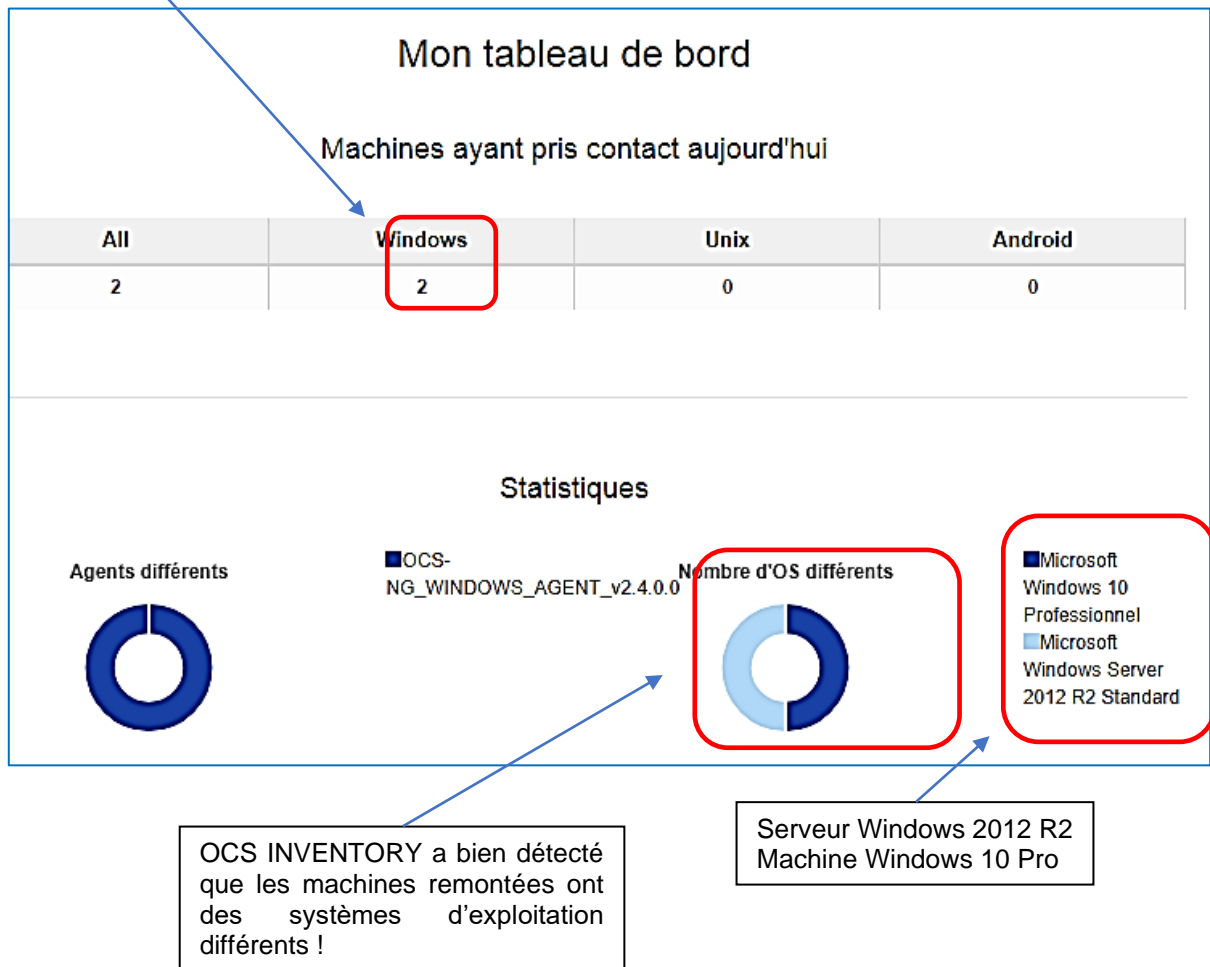 Mon tableau de bord
Machines ayant pris contact aujourd'hui
All Windows Unix Android
2 2 0 0
Statistiques
Agents différents
OCS-
NG_WINDOWS_AGENT_v2.4.0.0
Nombre d'OS différents
Microsoft
Windows 10
Professionnel
Microsoft
Windows Server
2012 R2 Standard
OCS INVENTORY a bien détecté
que les machines remontées ont
des systèmes d’exploitation
différents !
Serveur Windows 2012 R2
Machine Windows 10 Pro